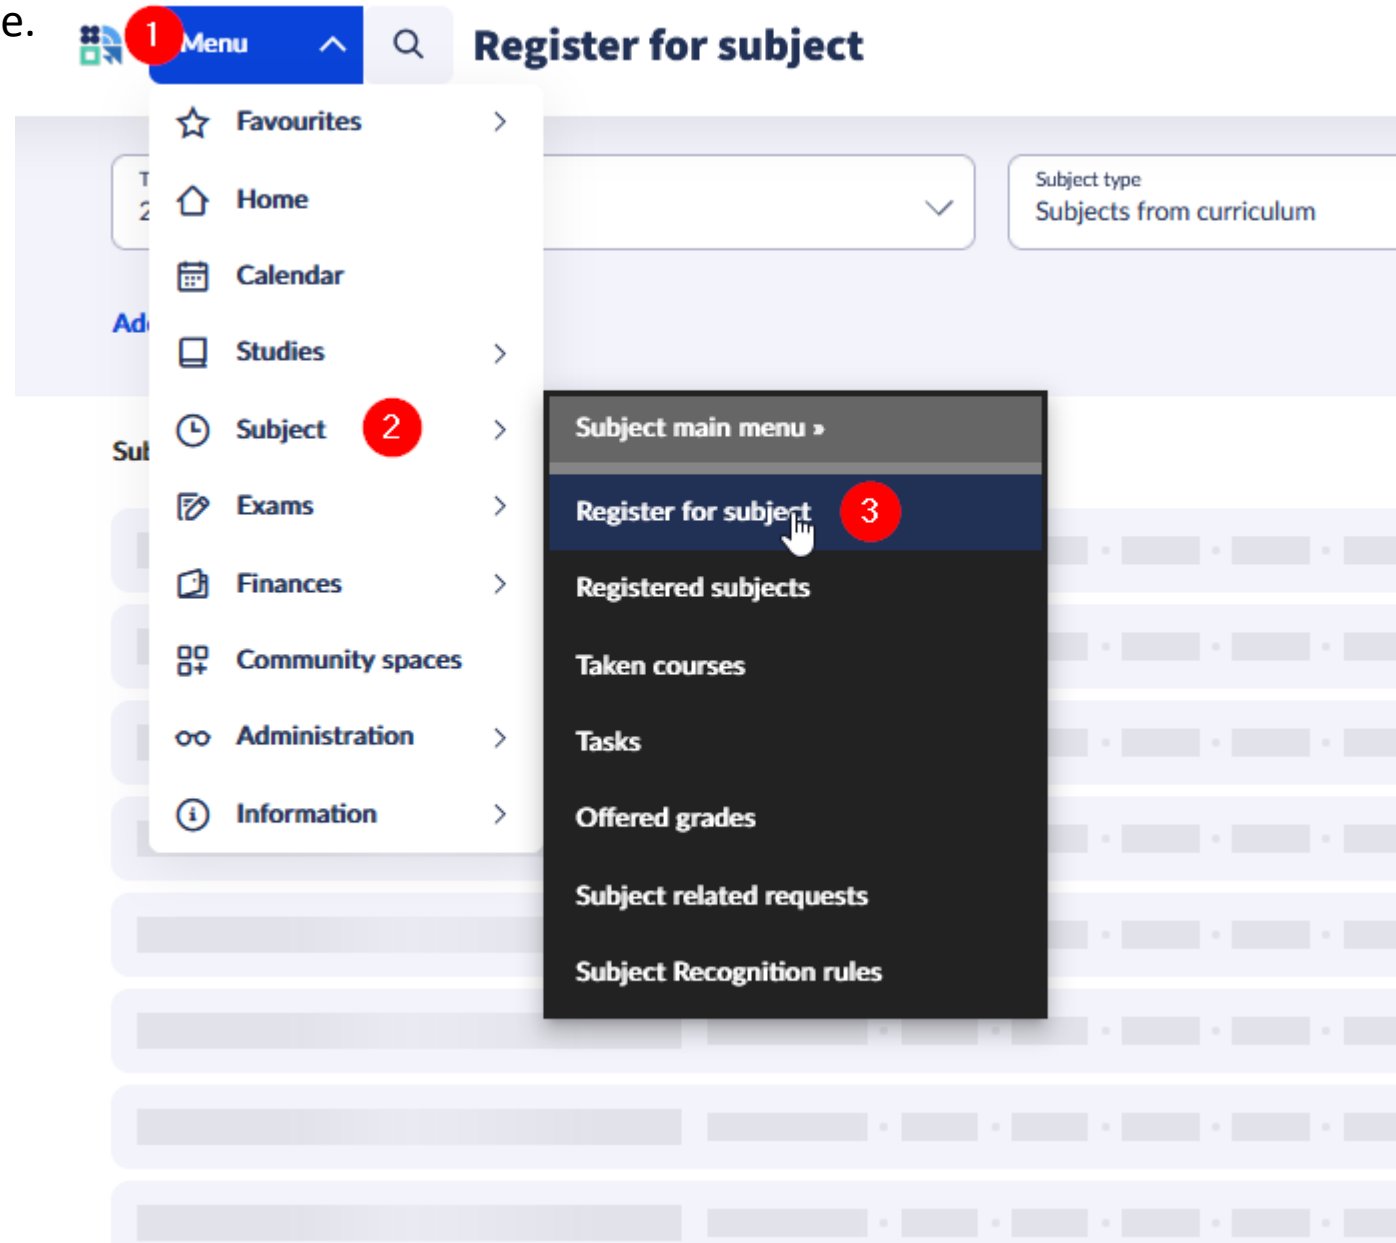 e.
1 Menu
Register for subject
Favourites
Home
Calendar
Studies
Subject 2
Exams
Finances
Community spaces
Administration
Information
Subject type
Subjects from curriculum
Subject main menu »
Register for subject 3
Registered subjects
Taken courses
Tasks
Offered grades
Subject related requests
Subject Recognition rules